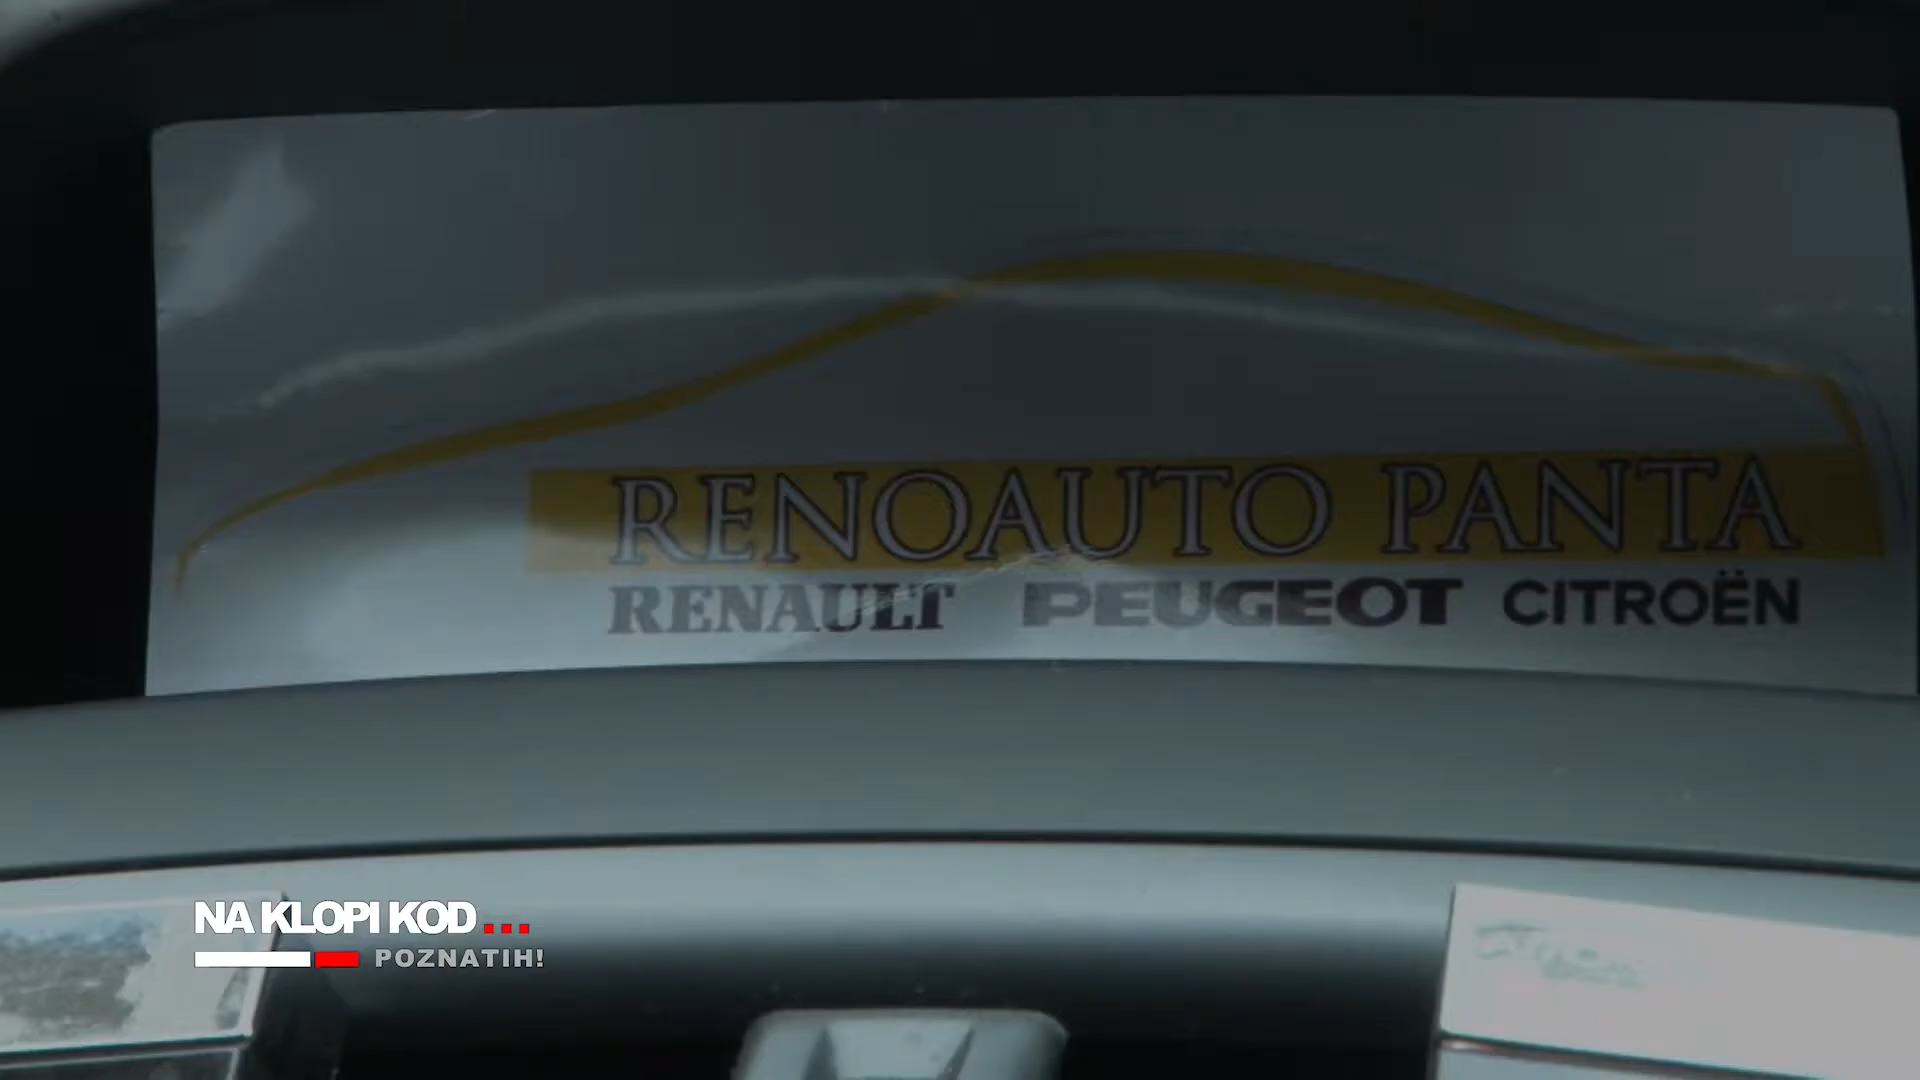 RENOAUTO PANTA
RENAULT PEUGEOT CITROËN
NA KLOPI KOD...
POZNATIH!